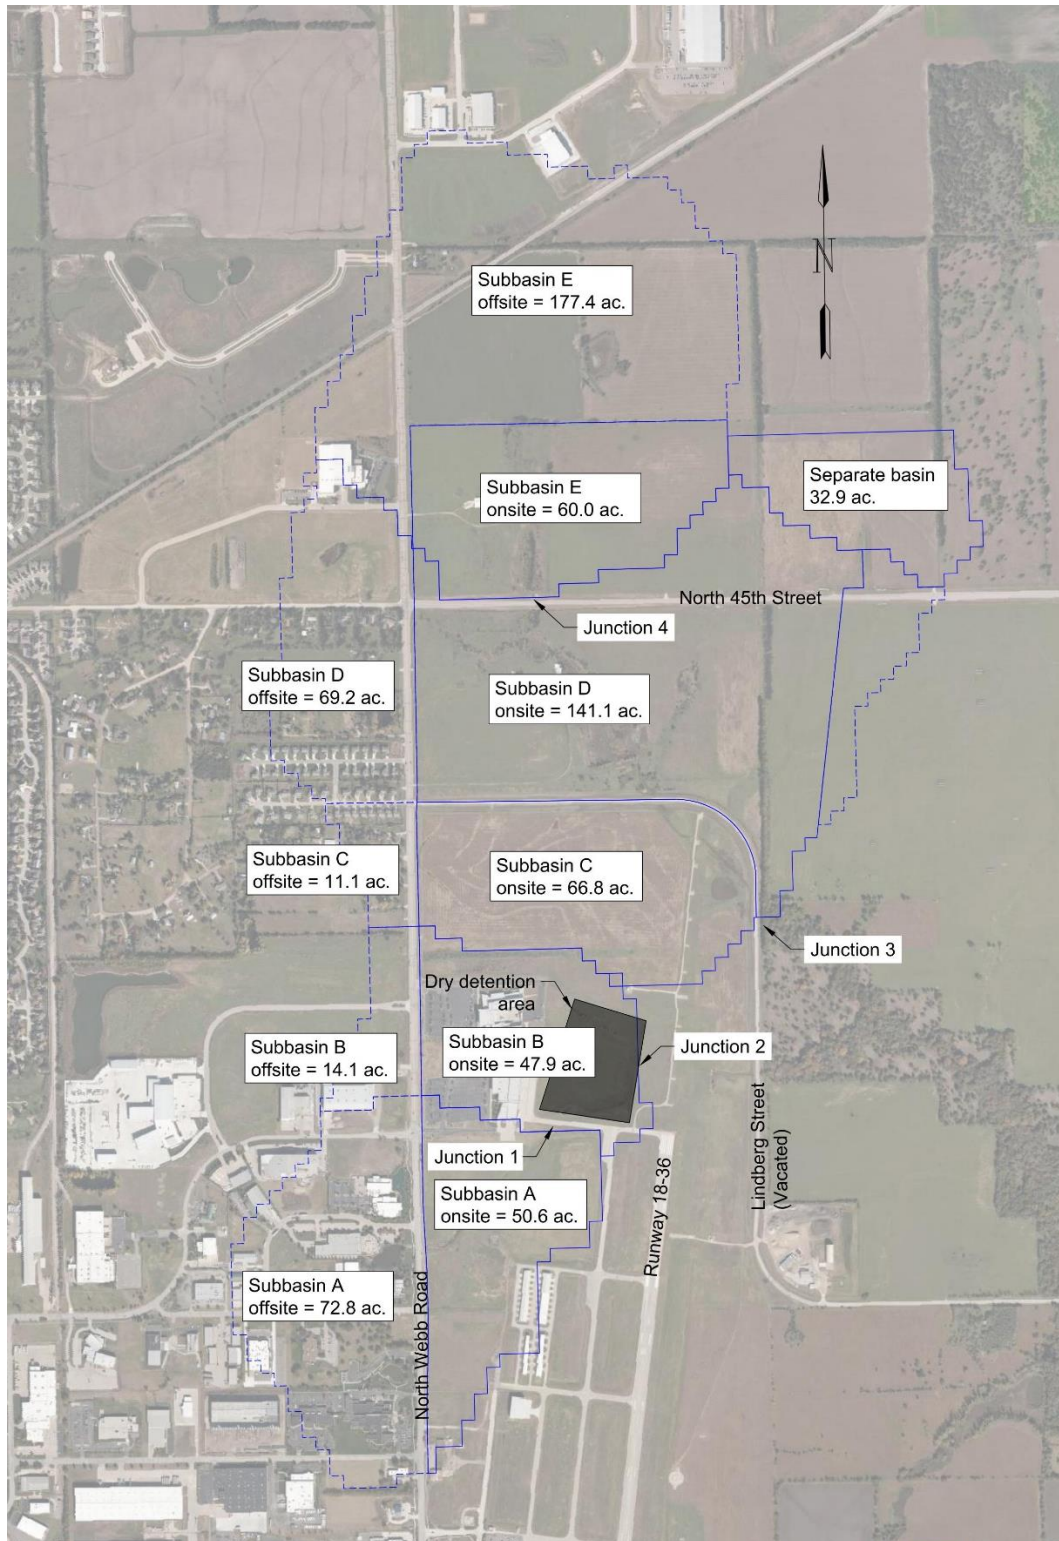 Subbasin E
offsite = 177.4 ac.
N
Subbasin E
onsite = 60.0 ac.
Separate basin
32.9 ac.
North 45th Street
Junction 4
Subbasin D
offsite = 69.2 ac.
Subbasin D
onsite = 141.1 ac.
Subbasin C
offsite = 11.1 ac.
Subbasin C
onsite = 66.8 ac.
Junction 3
Dry detention
area
Subbasin B
offsite = 14.1 ac.
Subbasin B
onsite = 47.9 ac.
Junction 2
Junction 1
Subbasin A
onsite = 50.6 ac.
Runway 18-36
Lindberg Street
(Vacated)
Subbasin A
offsite = 72.8 ac.
North Webb Road